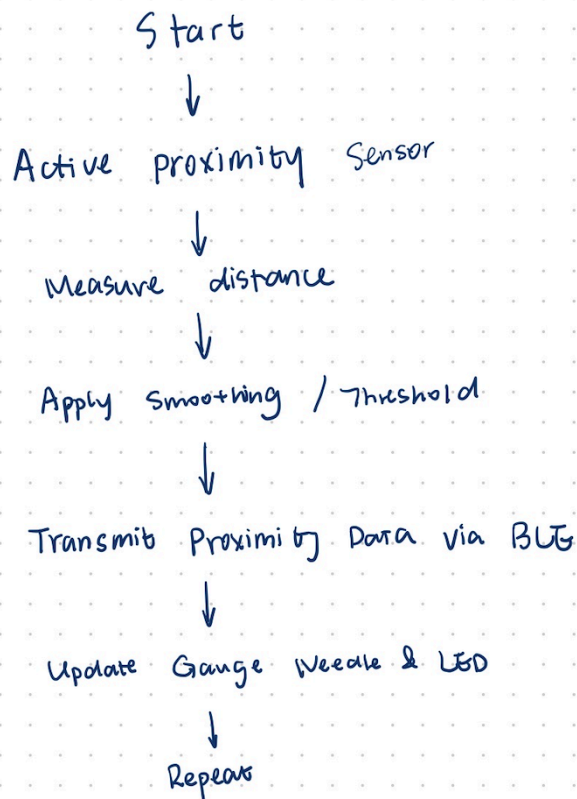 Start
Active Proximity Sensor
Measure distance
Apply Smoothing / Threshold
Transmit Proximity Data via BLE
Update Gauge Needle & LED
Repeat